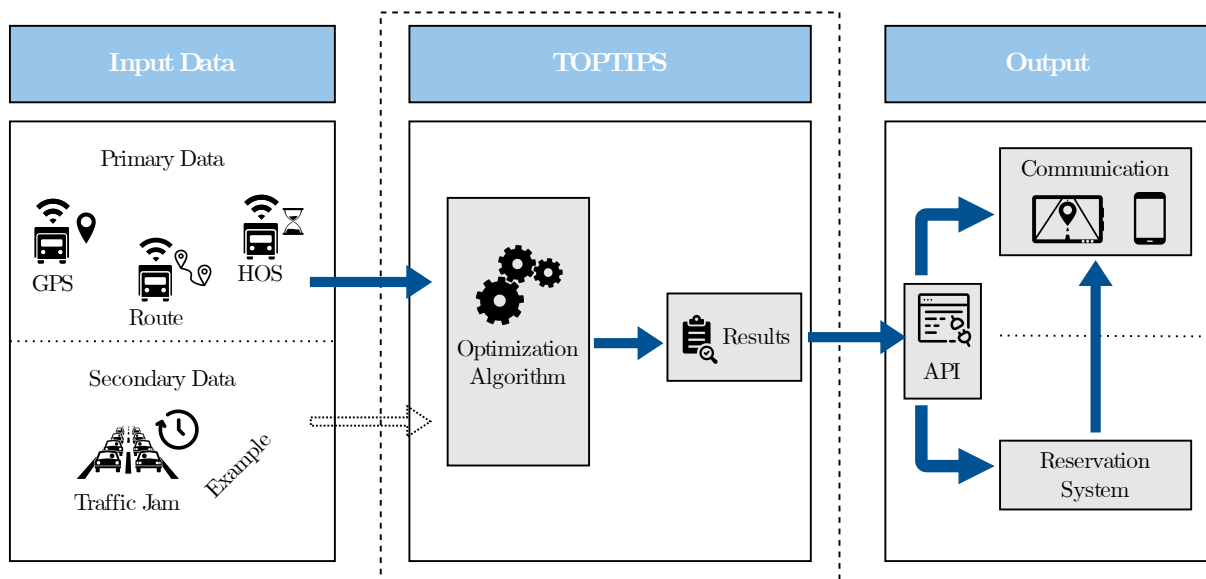 Input Data
TOPTIPS
Output
Primary Data
GPS
Route
HOS
Secondary Data
Traffic Jam
Example
Optimization
Algorithm
Results
API
Communication
Reservation
System